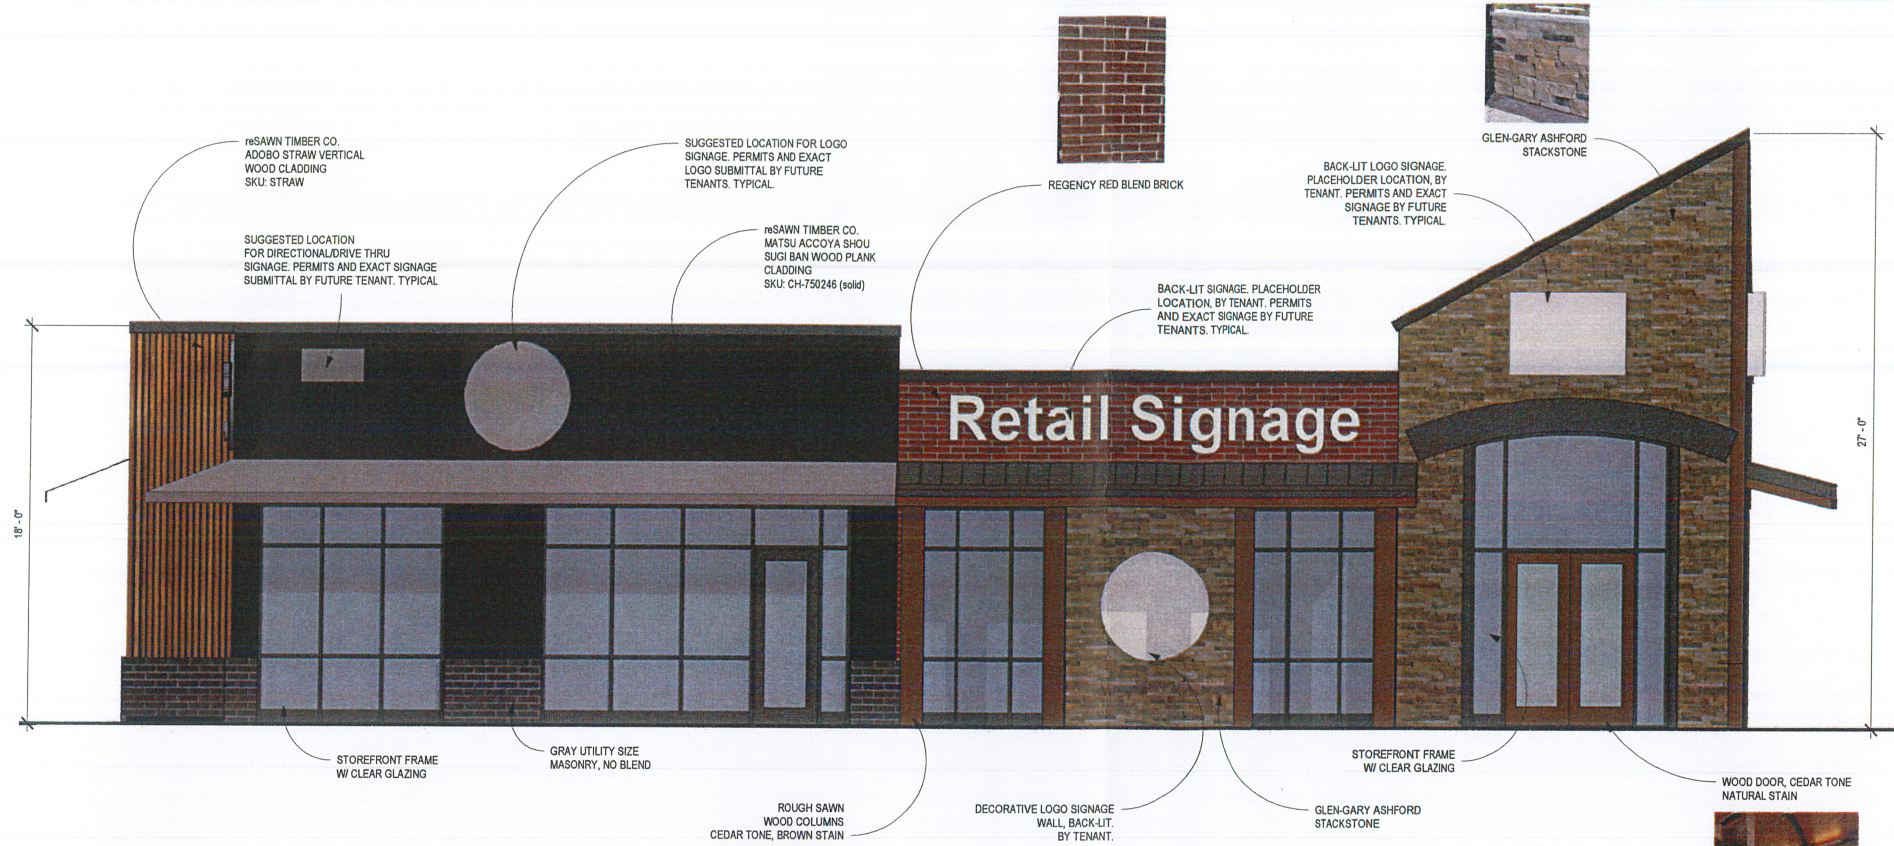 reSAWN TIMBER CO.
ADOBO STRAW VERTICAL
WOOD CLADDING
SKU: STRAW
SUGGESTED LOCATION FOR LOGO
SIGNAGE. PERMITS AND EXACT
LOGO SUBMITTAL BY FUTURE
TENANTS. TYPICAL.
REGENCY RED BLEND BRICK
GLEN-GARY ASHFORD
STACKSTONE
BACK-LIT LOGO SIGNAGE.
PLACEHOLDER LOCATION, BY
TENANT. PERMITS AND EXACT
SIGNAGE BY FUTURE
TENANTS. TYPICAL.
SUGGESTED LOCATION
FOR DIRECTIONAL/DRIVE THRU
SIGNAGE. PERMITS AND EXACT SIGNAGE
SUBMITTAL BY FUTURE TENANT. TYPICAL
reSAWN TIMBER CO.
MATSU ACCOYA SHOU
SUGI BAN WOOD PLANK
CLADDING
SKU: CH-750246 (solid)
BACK-LIT SIGNAGE. PLACEHOLDER
LOCATION, BY TENANT. PERMITS
AND EXACT SIGNAGE BY FUTURE
TENANTS. TYPICAL.
Retail Signage
18' - 0"
27' - 0"
STOREFRONT FRAME
W/ CLEAR GLAZING
GRAY UTILITY SIZE
MASONRY, NO BLEND
ROUGH SAWN
WOOD COLUMNS
CEDAR TONE, BROWN STAIN
DECORATIVE LOGO SIGNAGE
WALL, BACK-LIT.
BY TENANT.
GLEN-GARY ASHFORD
STACKSTONE
STOREFRONT FRAME
W/ CLEAR GLAZING
WOOD DOOR, CEDAR TONE
NATURAL STAIN